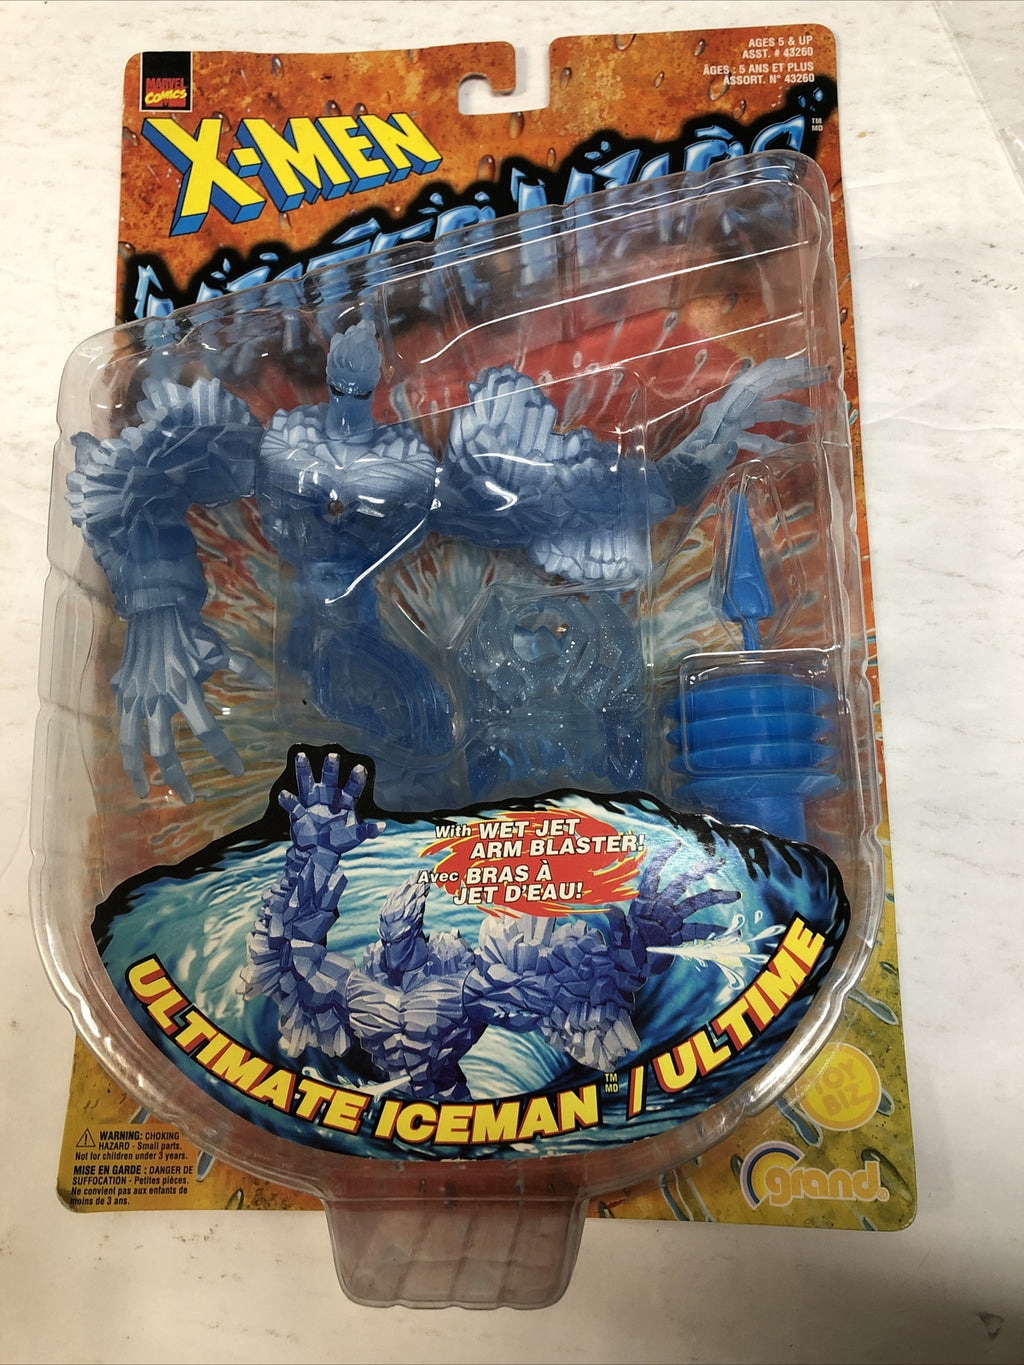 MARVEL
COMICS
AGES 5 & UP
ASST. # 43260
ÂGES : 5 ANS ET PLUS
ASSORT. N° 43260
X-MEN
WATER WARS
TM
MD
With WET JET
ARM BLASTER!
Avec BRAS À
JET D'EAU!
ULTIMATE ICEMAN / ULTIME
TM
MD
TOY
BIZ
grand
WARNING: CHOKING
HAZARD - Small parts.
Not for children under 3 years.
MISE EN GARDE : DANGER DE
SUFFOCATION - Petites pièces.
Ne convient pas aux enfants de
moins de 3 ans.